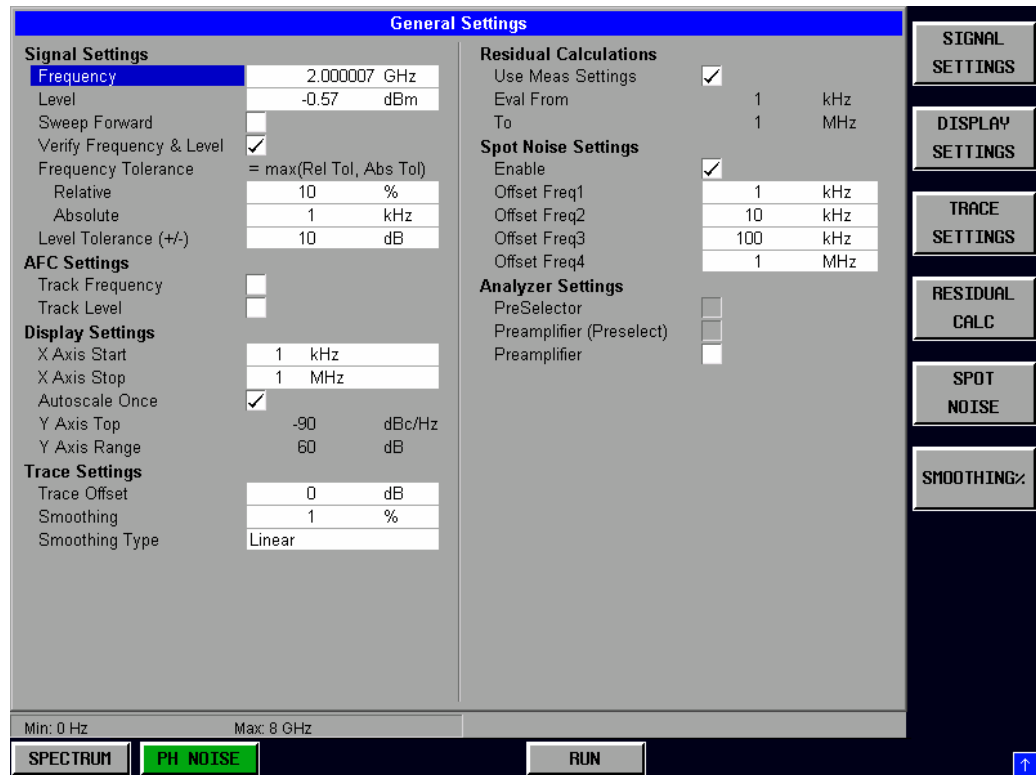 General Settings
Signal Settings
Frequency 2.000007 GHz
Level -0.57 dBm
Sweep Forward
Verify Frequency & Level
Frequency Tolerance = max(Rel Tol, Abs Tol)
Relative 10 %
Absolute 1 kHz
Level Tolerance (+/-) 10 dB
AFC Settings
Track Frequency
Track Level
Display Settings
X Axis Start 1 kHz
X Axis Stop 1 MHz
Autoscale Once
Y Axis Top -90 dBc/Hz
Y Axis Range 60 dB
Trace Settings
Trace Offset 0 dB
Smoothing 1 %
Smoothing Type Linear
Residual Calculations
Use Meas Settings
Eval From 1 kHz
To 1 MHz
Spot Noise Settings
Enable
Offset Freq1 1 kHz
Offset Freq2 10 kHz
Offset Freq3 100 kHz
Offset Freq4 1 MHz
Analyzer Settings
PreSelector
Preamplifier (Preselect)
Preamplifier
Min: 0 Hz Max: 8 GHz
SIGNAL
SETTINGS
DISPLAY
SETTINGS
TRACE
SETTINGS
RESIDUAL
CALC
SPOT
NOISE
SMOOTHING%
SPECTRUM PH NOISE RUN